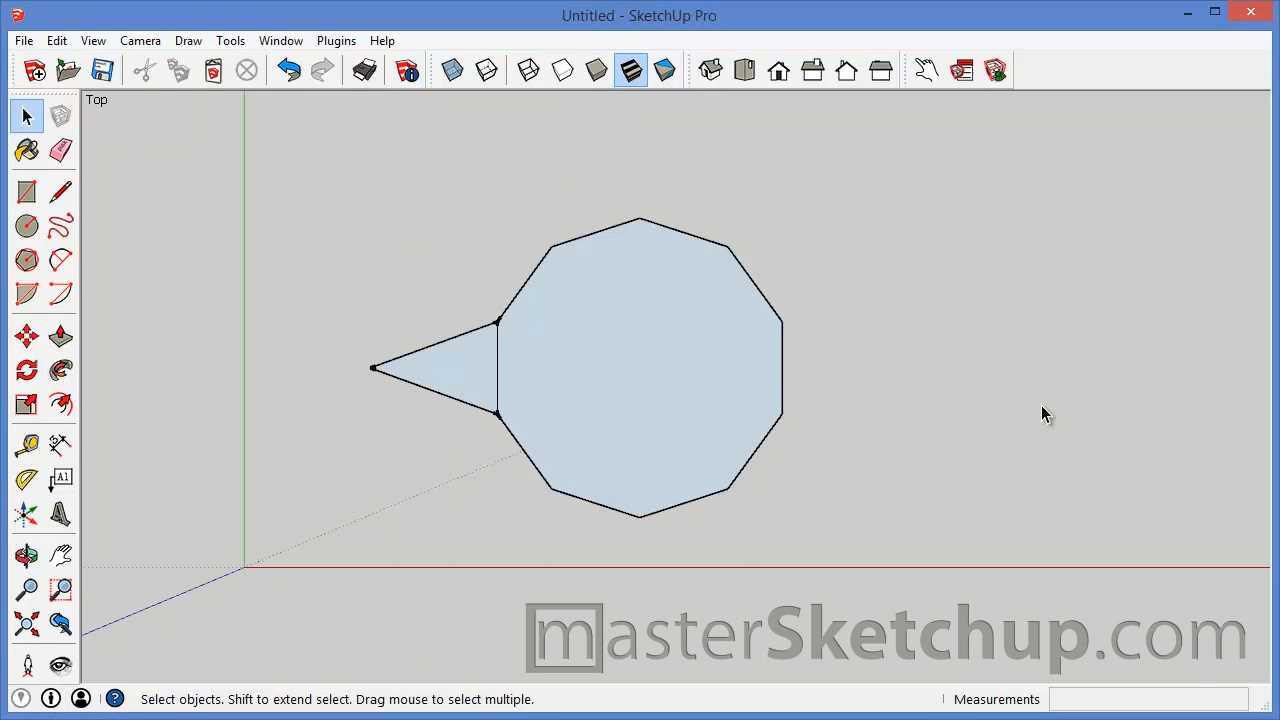 Untitled - SketchUp Pro
File Edit View Camera Draw Tools Window Plugins Help
Top
A1
masterSketchup.com
Select objects. Shift to extend select. Drag mouse to select multiple.
Measurements